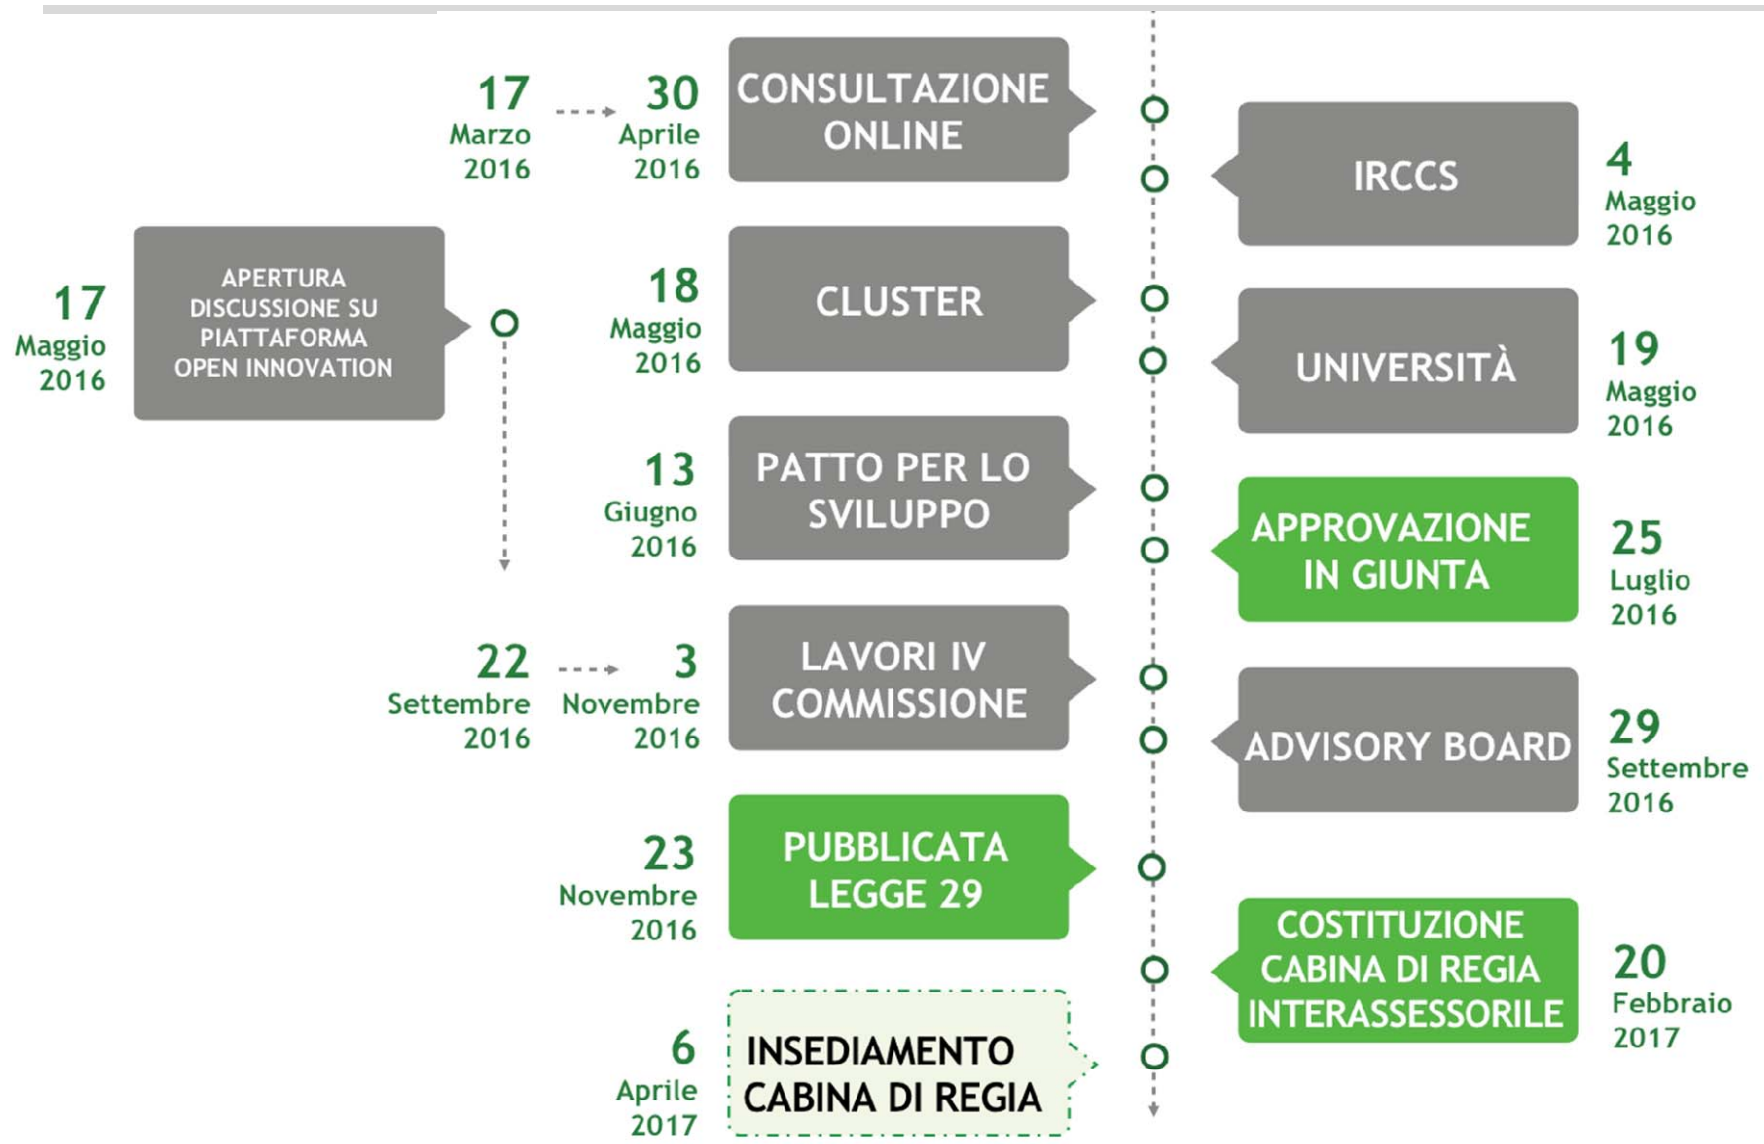 17
Marzo
2016
30
Aprile
2016
CONSULTAZIONE
ONLINE
IRCCS
4
Maggio
2016
17
Maggio
2016
APERTURA
DISCUSSIONE SU
PIATTAFORMA
OPEN INNOVATION
18
Maggio
2016
CLUSTER
UNIVERSITÀ
19
Maggio
2016
13
Giugno
2016
PATTO PER LO
SVILUPPO
APPROVAZIONE
IN GIUNTA
25
Luglio
2016
22
Settembre
2016
3
Novembre
2016
LAVORI IV
COMMISSIONE
ADVISORY BOARD
29
Settembre
2016
23
Novembre
2016
PUBBLICATA
LEGGE 29
COSTITUZIONE
CABINA DI REGIA
INTERASSESSORILE
20
Febbraio
2017
6
Aprile
2017
INSEDIAMENTO
CABINA DI REGIA